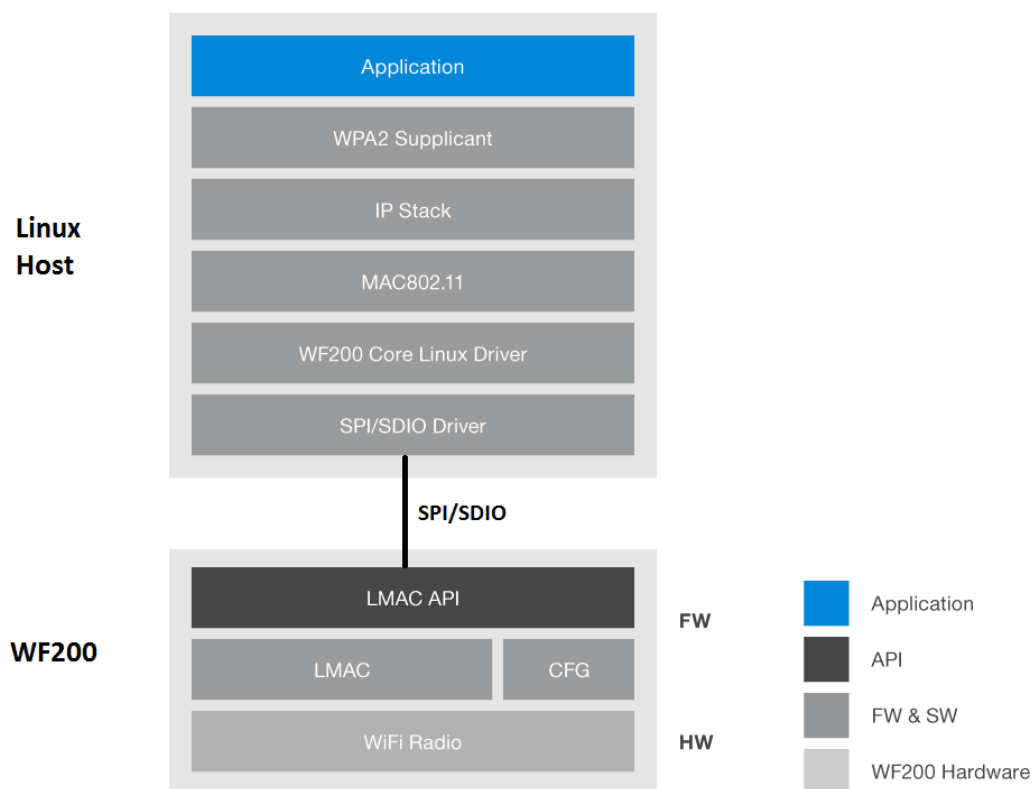 Application
WPA2 Supplicant
IP Stack
Linux
Host
MAC802.11
WF200 Core Linux Driver
SPI/SDIO Driver
SPI/SDIO
LMAC API
FW
WF200
LMAC
CFG
WiFi Radio
HW
Application
API
FW & SW
WF200 Hardware